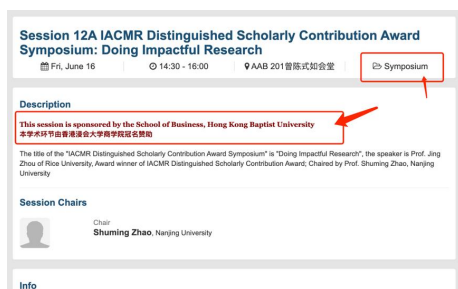 Session 12A IACMR Distinguished Scholarly Contribution Award
Symposium: Doing Impactful Research
Fri, June 16 14:30 - 16:00 AAB 201曾陈式如会堂 Symposium
Description
This session is sponsored by the School of Business, Hong Kong Baptist University
本学术环节由香港浸会大学商学院冠名赞助
The title of the "IACMR Distinguished Scholarly Contribution Award Symposium" is "Doing Impactful Research", the speaker is Prof. Jing
Zhou of Rice University, Award winner of IACMR Distinguished Scholarly Contribution Award; Chaired by Prof. Shuming Zhao, Nanjing
University
Session Chairs
Chair
Shuming Zhao, Nanjing University
Info